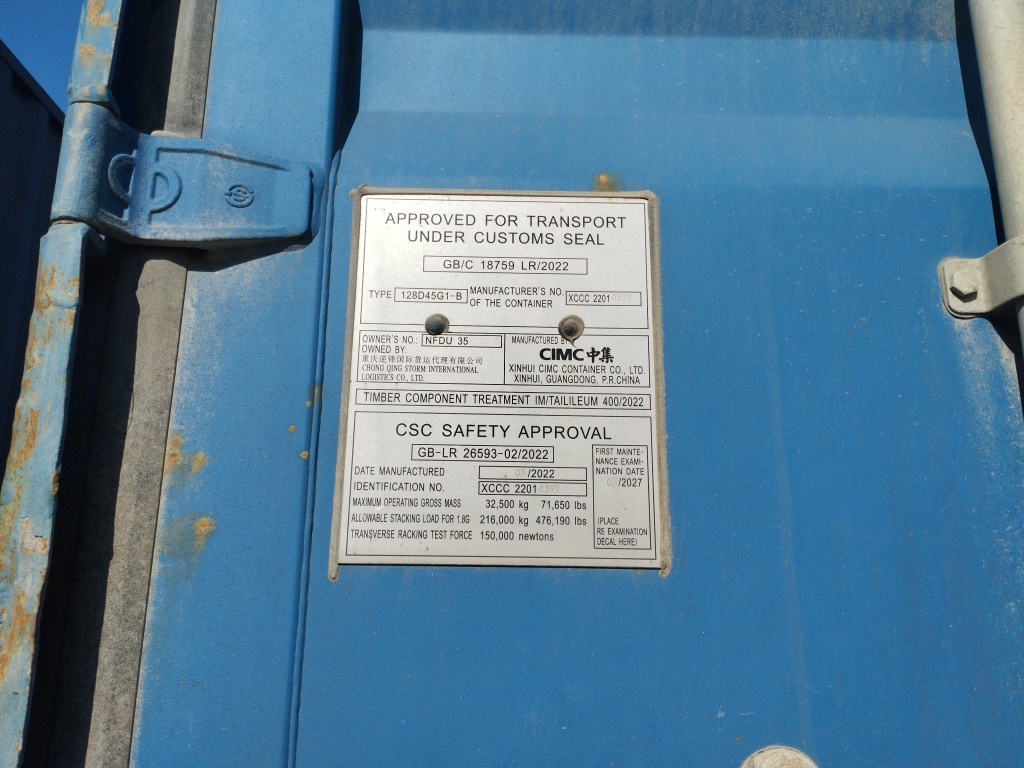 APPROVED FOR TRANSPORT
UNDER CUSTOMS SEAL
GB/C 18759 LR/2022
TYPE 128D45G1-B MANUFACTURER'S NO. OF THE CONTAINER XCCC 2201
OWNER'S NO.: NFDU 35
OWNED BY:
重庆逆锋国际货运代理有限公司
CHONG QING STORM INTERNATIONAL
LOGISTICS CO., LTD.
MANUFACTURED BY
CIMC中集
XINHUI CIMC CONTAINER CO., LTD.
XINHUI, GUANGDONG, P.R.CHINA
TIMBER COMPONENT TREATMENT IM/TAILILEUM 400/2022
CSC SAFETY APPROVAL
GB-LR 26593-02/2022
DATE MANUFACTURED /2022
IDENTIFICATION NO. XCCC 2201
MAXIMUM OPERATING GROSS MASS 32,500 kg 71,650 lbs
ALLOWABLE STACKING LOAD FOR 1.8G 216,000 kg 476,190 lbs
TRANSVERSE RACKING TEST FORCE 150,000 newtons
FIRST MAINTE-
NANCE EXAMI-
NATION DATE
/2027
(PLACE
RE EXAMINATION
DECAL HERE)